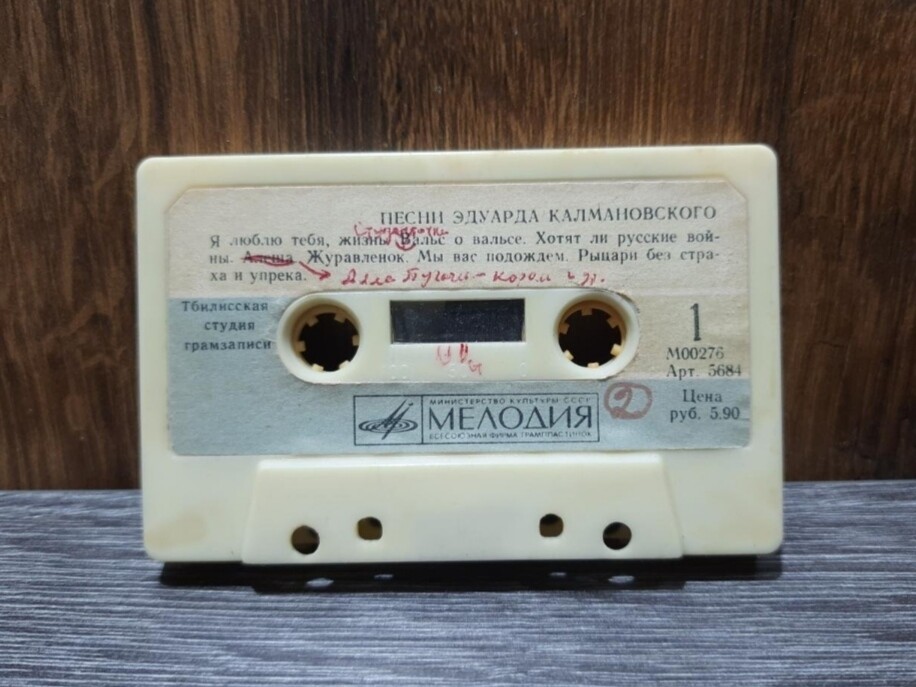 ПЕСНИ ЭДУАРДА КАЛМАНОВСКОГО
Я люблю тебя, жизнь. Вальс о вальсе. Хотят ли русские вой-
ны. Алеша. Журавленок. Мы вас подождем. Рыцари без стра-
ха и упрека.
Алла
Тбилисская
студия
грамзаписи
1
М00276
Арт. 5684
Цена
руб. 5.90
2
МИНИСТЕРСТВО КУЛЬТУРЫ СССР
МЕЛОДИЯ
ВСЕСОЮЗНАЯ ФИРМА ГРАМПЛАСТИНОК